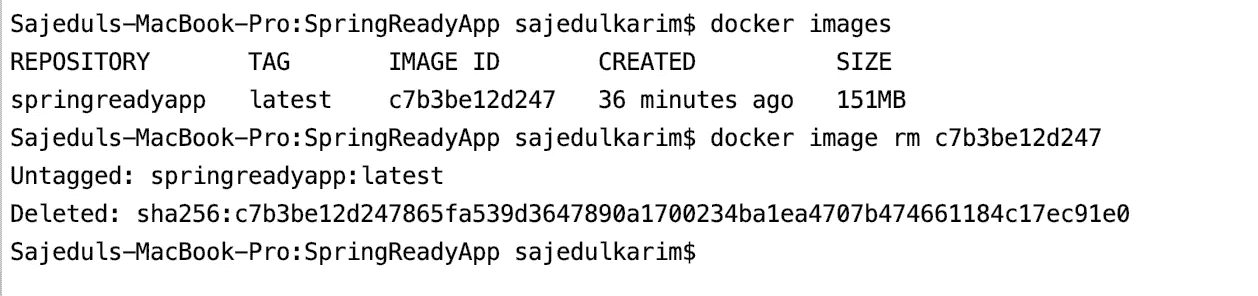 Sajeduls-MacBook-Pro:SpringReadyApp sajedulkarim$ docker images
REPOSITORY       TAG       IMAGE ID       CREATED          SIZE
springreadyapp   latest    c7b3be12d247   36 minutes ago   151MB
Sajeduls-MacBook-Pro:SpringReadyApp sajedulkarim$ docker image rm c7b3be12d247
Untagged: springreadyapp:latest
Deleted: sha256:c7b3be12d247865fa539d3647890a1700234ba1ea4707b474661184c17ec91e0
Sajeduls-MacBook-Pro:SpringReadyApp sajedulkarim$